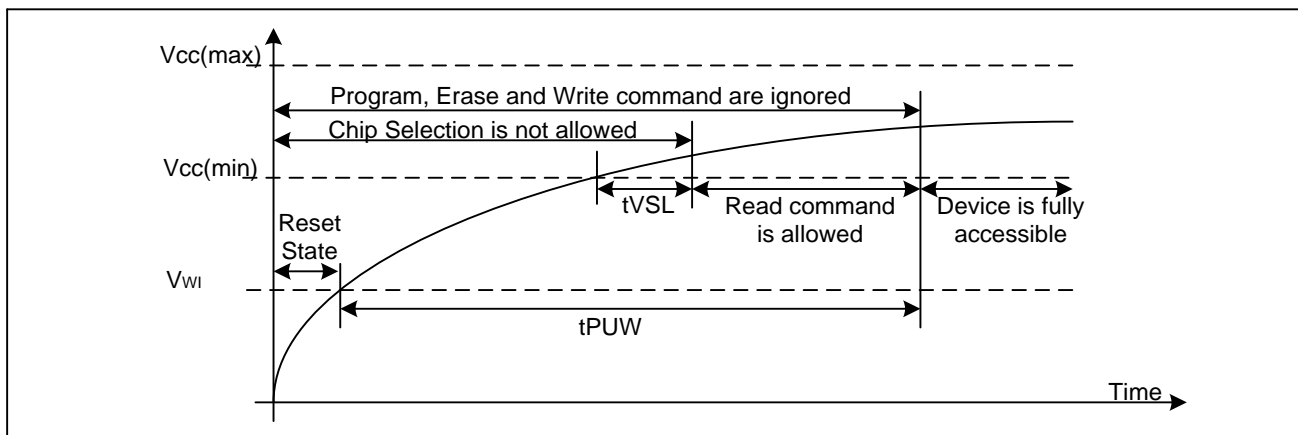 Vcc(max)
Program, Erase and Write command are ignored
Chip Selection is not allowed
Vcc(min)
tVSL
Read command
is allowed
Device is fully
accessible
Reset
State
VWI
tPUW
Time